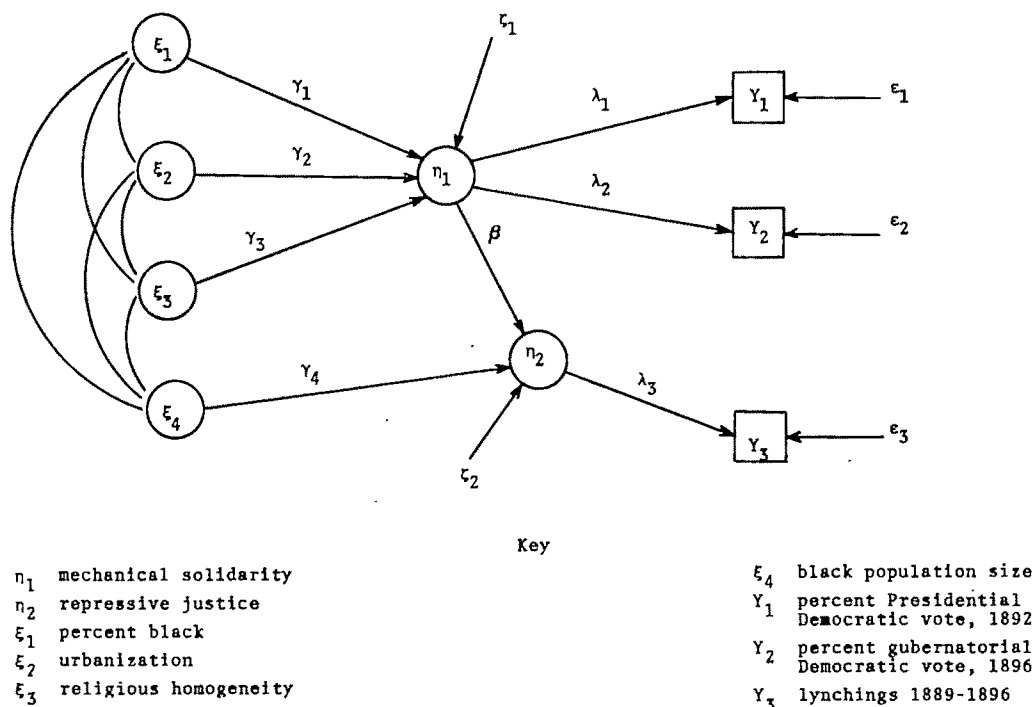 ξ1
ζ1
γ1
λ1
Y1
ε1
ξ2
γ2
η1
λ2
Y2
ε2
β
γ3
ξ3
η2
γ4
λ3
ξ4
Y3
ε3
ζ2
Key
η1 mechanical solidarity
η2 repressive justice
ξ1 percent black
ξ2 urbanization
ξ3 religious homogeneity
ξ4 black population size
Y1 percent Presidential
Democratic vote, 1892
Y2 percent gubernatorial
Democratic vote, 1896
Y3 lynchings 1889-1896